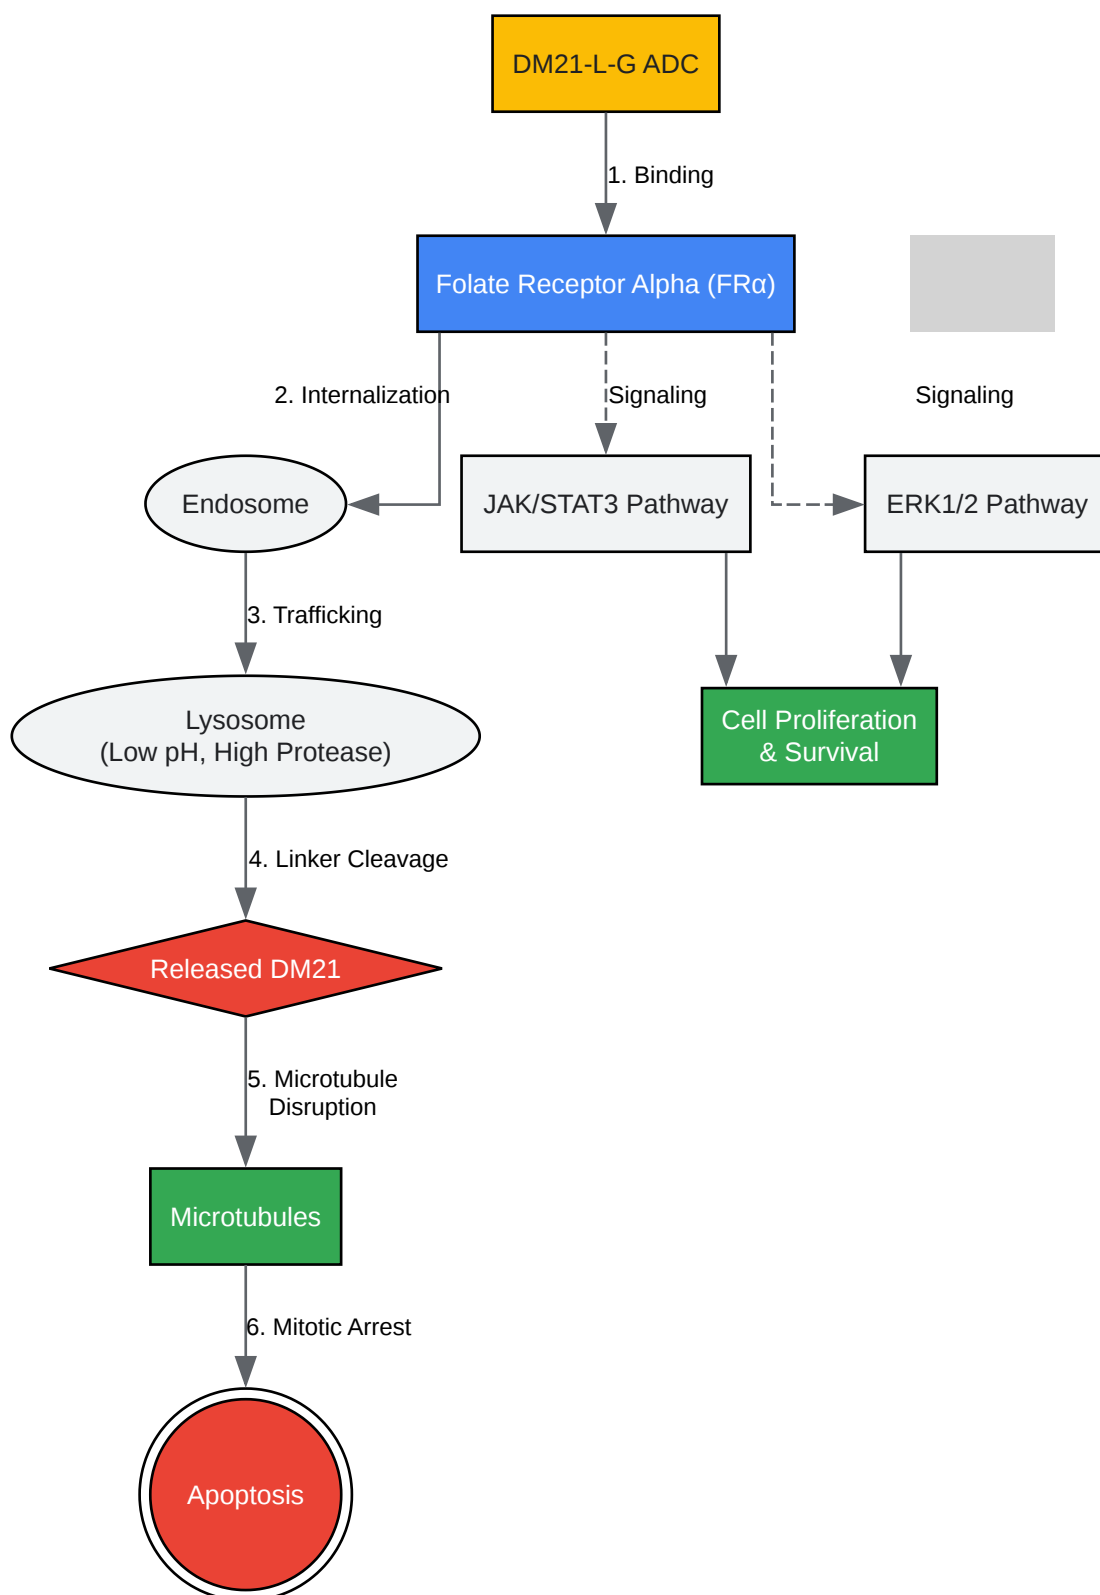 DM21-L-G ADC
1. Binding
Folate Receptor Alpha (FRα)
2. Internalization
Signaling
Signaling
Endosome
JAK/STAT3 Pathway
ERK1/2 Pathway
3. Trafficking
Lysosome
(Low pH, High Protease)
Cell Proliferation
& Survival
4. Linker Cleavage
Released DM21
5. Microtubule
Disruption
Microtubules
6. Mitotic Arrest
Apoptosis